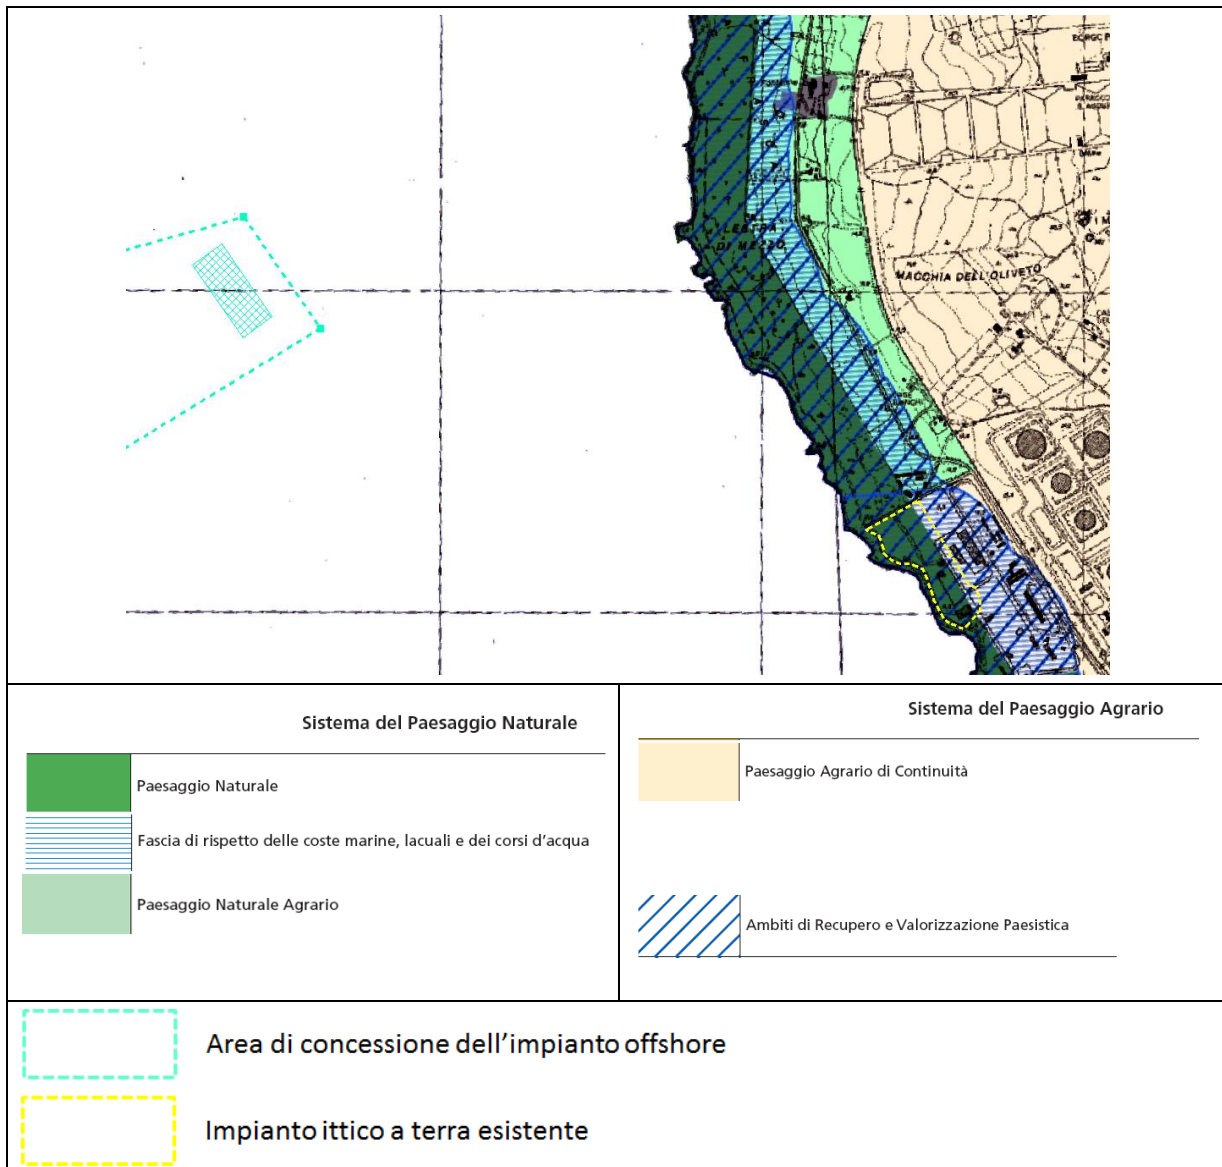 LESTRA
DI MEZZO
MACCHIA DELL'OLIVETO
Sistema del Paesaggio Naturale
Paesaggio Naturale
Fascia di rispetto delle coste marine, lacuali e dei corsi d'acqua
Paesaggio Naturale Agrario
Sistema del Paesaggio Agrario
Paesaggio Agrario di Continuità
Ambiti di Recupero e Valorizzazione Paesistica
Area di concessione dell'impianto offshore
Impianto ittico a terra esistente